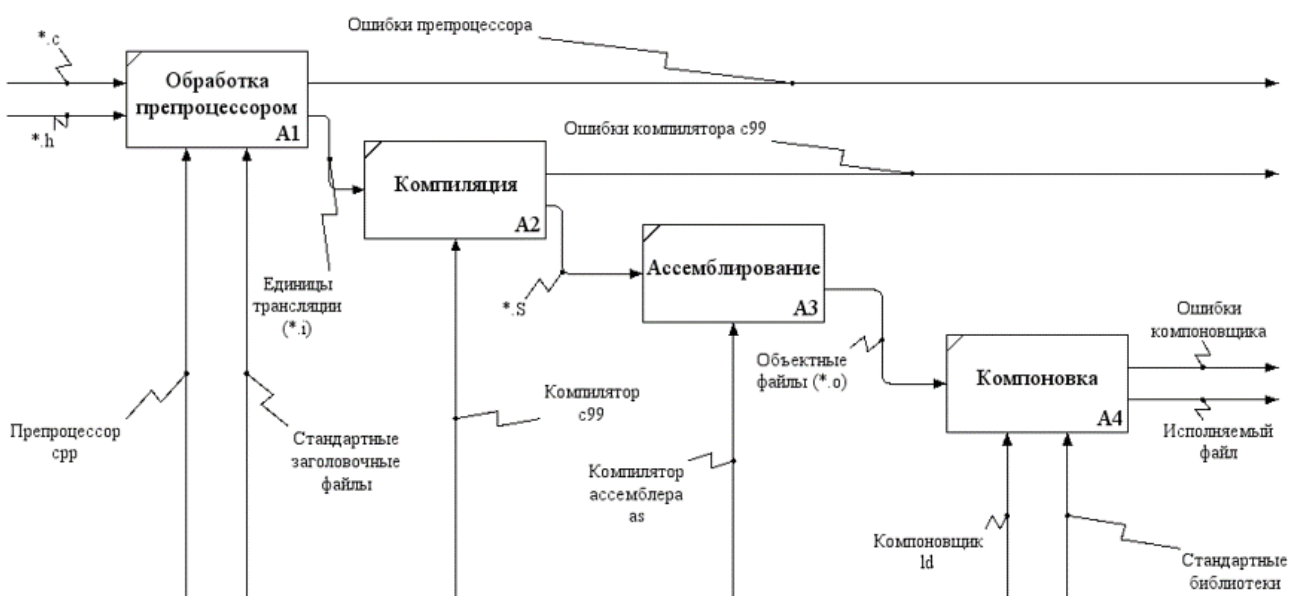 Ошибки препроцессора
*.c
Обработка
препроцессором
A1
*.h
Ошибки компилятора c99
Компиляция
A2
Ассемблирование
A3
Единицы
трансляции
(*.i)
*.S
Объектные
файлы (*.o)
Ошибки
компоновщика
Компоновка
A4
Исполняемый
файл
Препроцессор
cpp
Стандартные
заголовочные
файлы
Компилятор
c99
Компилятор
ассемблера
as
Компоновщик
ld
Стандартные
библиотеки